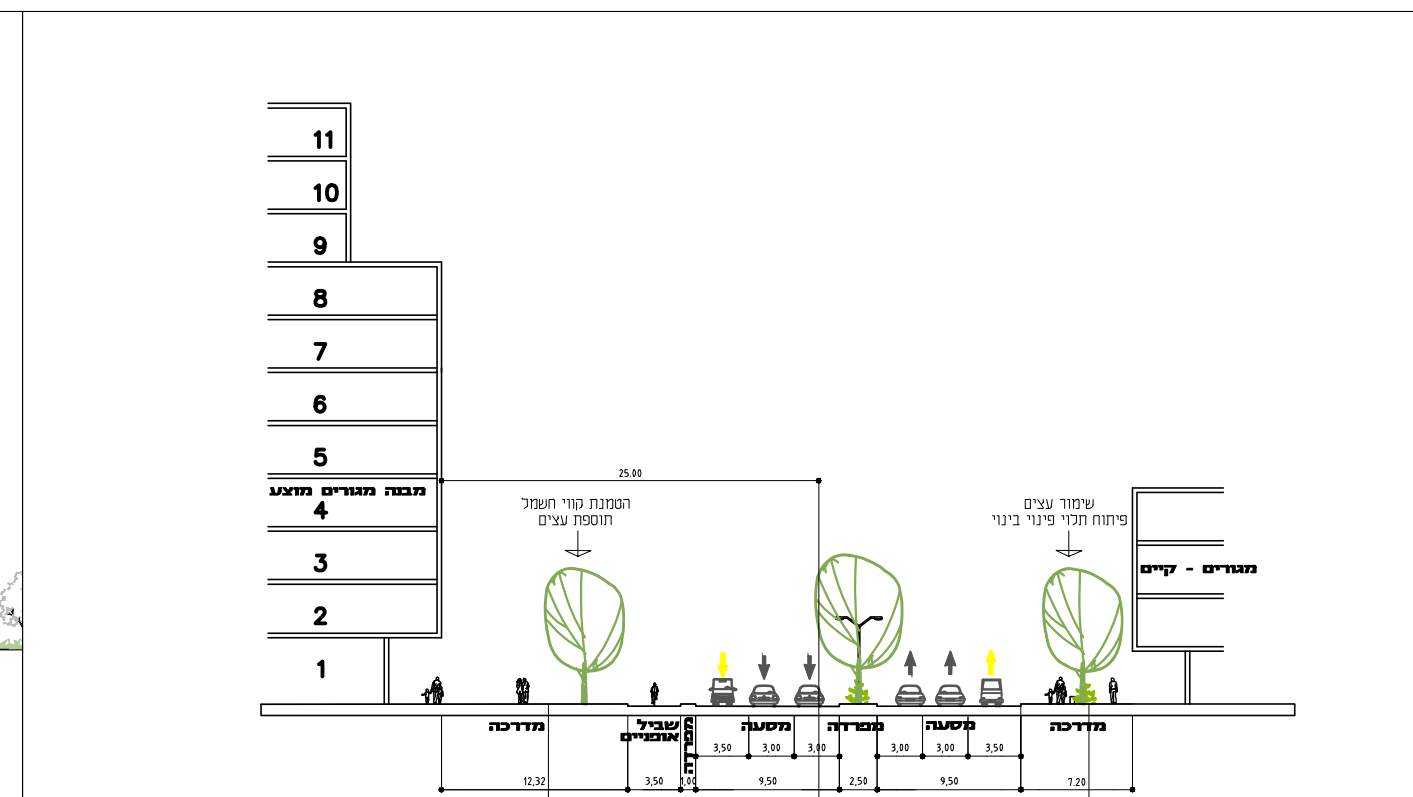 11
10
9
8
7
6
5
מבנה מגורים מוצע
4
3
2
1
25.00
הטמנת קווי חשמל
תוספת עצים
שימור עצים
פיתוח תלוי פינוי בינוי
מגורים - קיים
מדרכה
שביל
אופניים
מפרדה
מסעה
מפרדה
מסעה
מדרכה
3,50 3,00 3,00 3,00 3,00 3,50
12,32 3,50 1,00 9,50 2,50 9,50 7.20